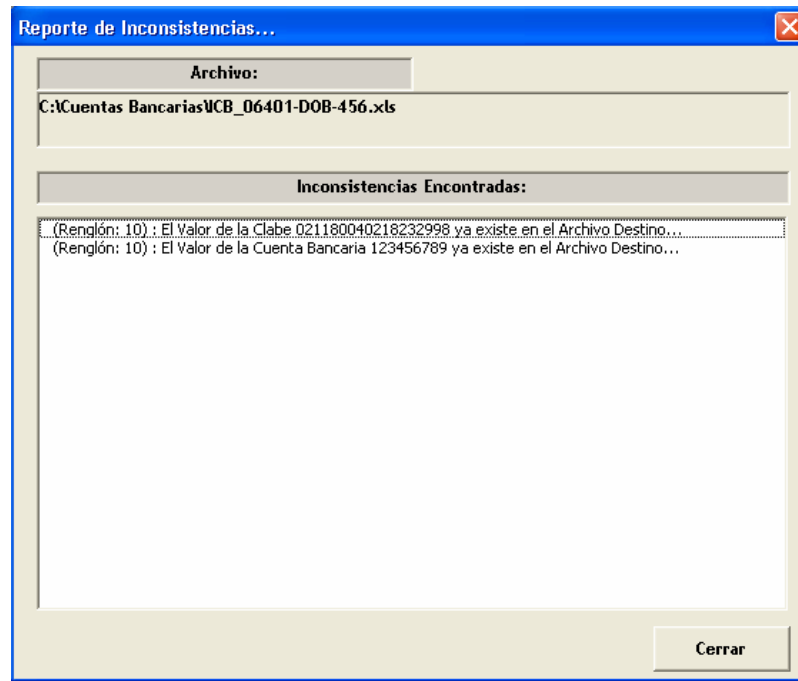 Reporte de Inconsistencias...
Archivo:
C:\Cuentas Bancarias\ICB_06401-DOB-456.xls
Inconsistencias Encontradas:
(Renglón: 10) : El Valor de la Clabe 021180040218232998 ya existe en el Archivo Destino...
(Renglón: 10) : El Valor de la Cuenta Bancaria 123456789 ya existe en el Archivo Destino...
Cerrar